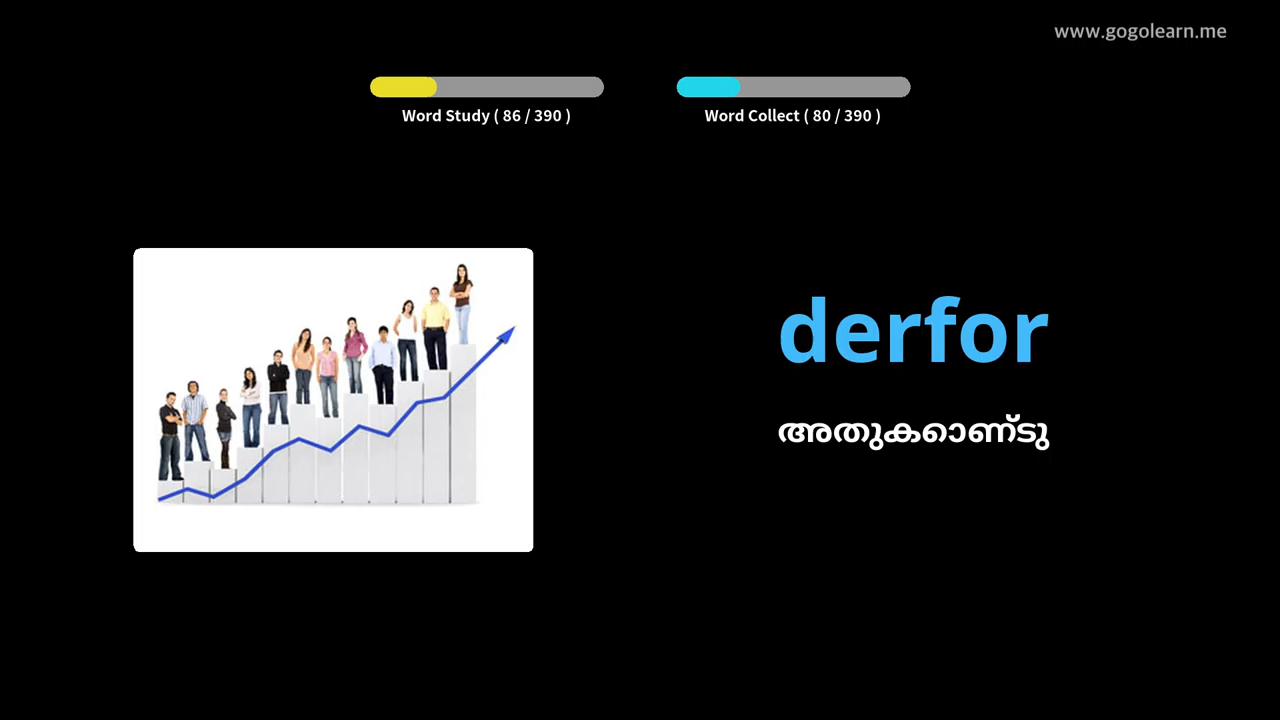 www.gogolearn.me
Word Study ( 86 / 390 )
Word Collect ( 80 / 390 )
derfor
അതുകൊണ്ടു